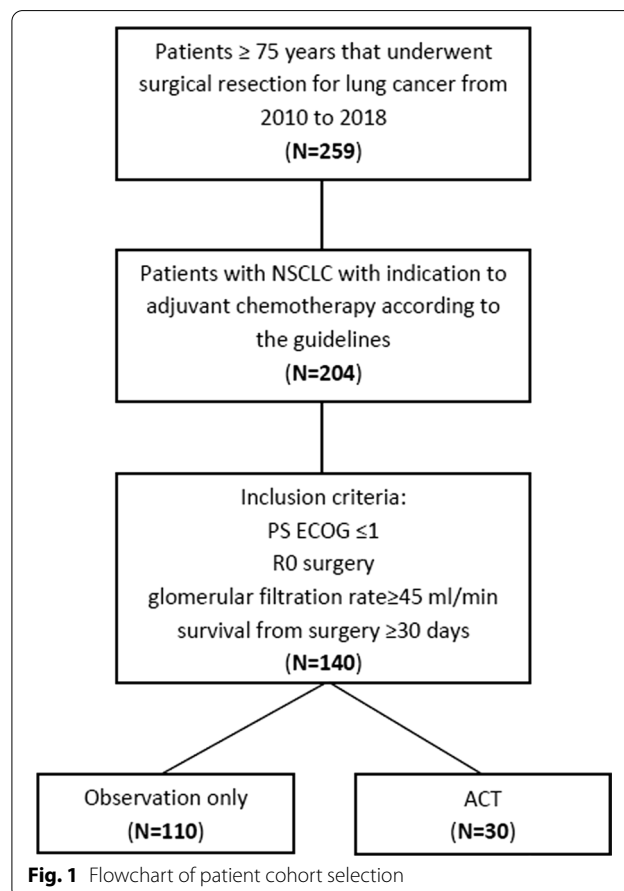 Patients ≥ 75 years that underwent
surgical resection for lung cancer from
2010 to 2018
(N=259)
Patients with NSCLC with indication to
adjuvant chemotherapy according to
the guidelines
(N=204)
Inclusion criteria:
PS ECOG ≤1
R0 surgery
glomerular filtration rate≥45 ml/min
survival from surgery ≥30 days
(N=140)
Observation only
(N=110)
ACT
(N=30)
Fig. 1 Flowchart of patient cohort selection